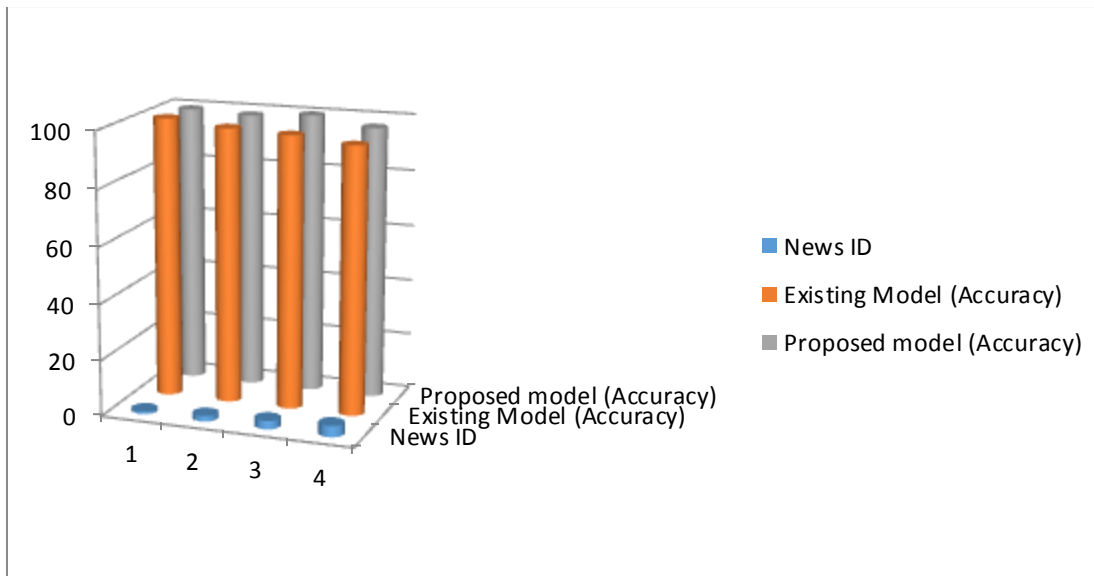 100
80
60
40
20
0
1
2
3
4
Proposed model (Accuracy)
Existing Model (Accuracy)
News ID
News ID
Existing Model (Accuracy)
Proposed model (Accuracy)